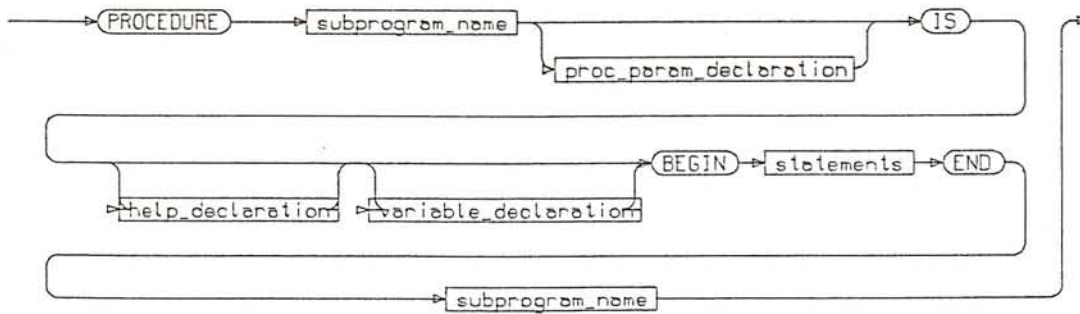 PROCEDURE subprogram_name IS
proc_param_declaration
BEGIN statements END
help_declaration variable_declaration
subprogram_name